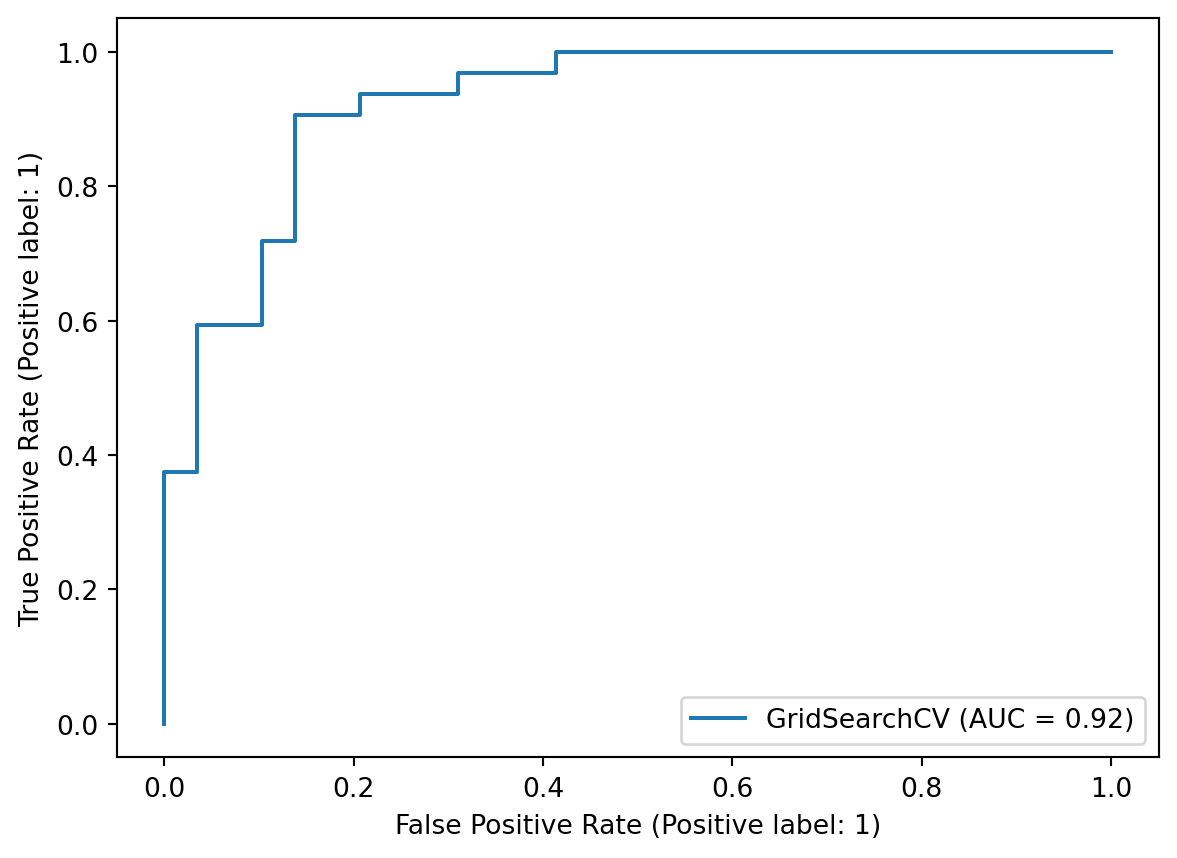 1.0
0.8
0.6
0.4
0.2
0.0
True Positive Rate (Positive label: 1)
GridSearchCV (AUC = 0.92)
0.0 0.2 0.4 0.6 0.8 1.0
False Positive Rate (Positive label: 1)